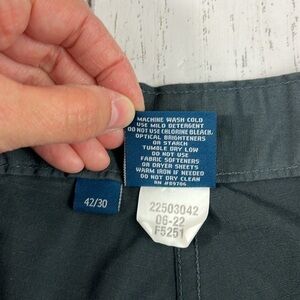 MACHINE WASH COLD
USE MILD DETERGENT
DO NOT USE CHLORINE BLEACH,
OPTICAL BRIGHTENERS
OR STARCH
TUMBLE DRY LOW
DO NOT USE
FABRIC SOFTENERS
OR DRYER SHEETS
WARM IRON IF NEEDED
DO NOT DRY CLEAN
RN #89706
42/30
22503042
06-22
F5251